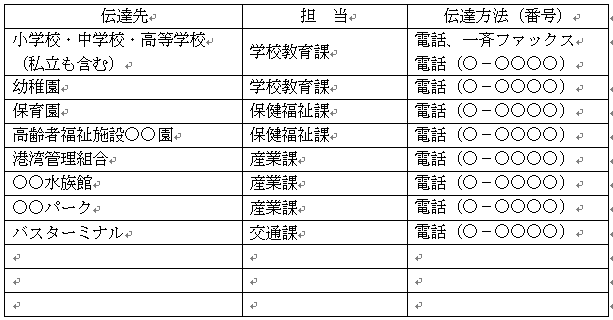 伝達先 担　当 伝達方法（番号）
小学校・中学校・高等学校 学校教育課 電話、一斉ファックス
（私立も含む） 電話（○－○○○○）
幼稚園 学校教育課 電話（○－○○○○）
保育園 保健福祉課 電話（○－○○○○）
高齢者福祉施設○○園 保健福祉課 電話（○－○○○○）
港湾管理組合 産業課 電話（○－○○○○）
○○水族館 産業課 電話（○－○○○○）
○○パーク 産業課 電話（○－○○○○）
バスターミナル 交通課 電話（○－○○○○）